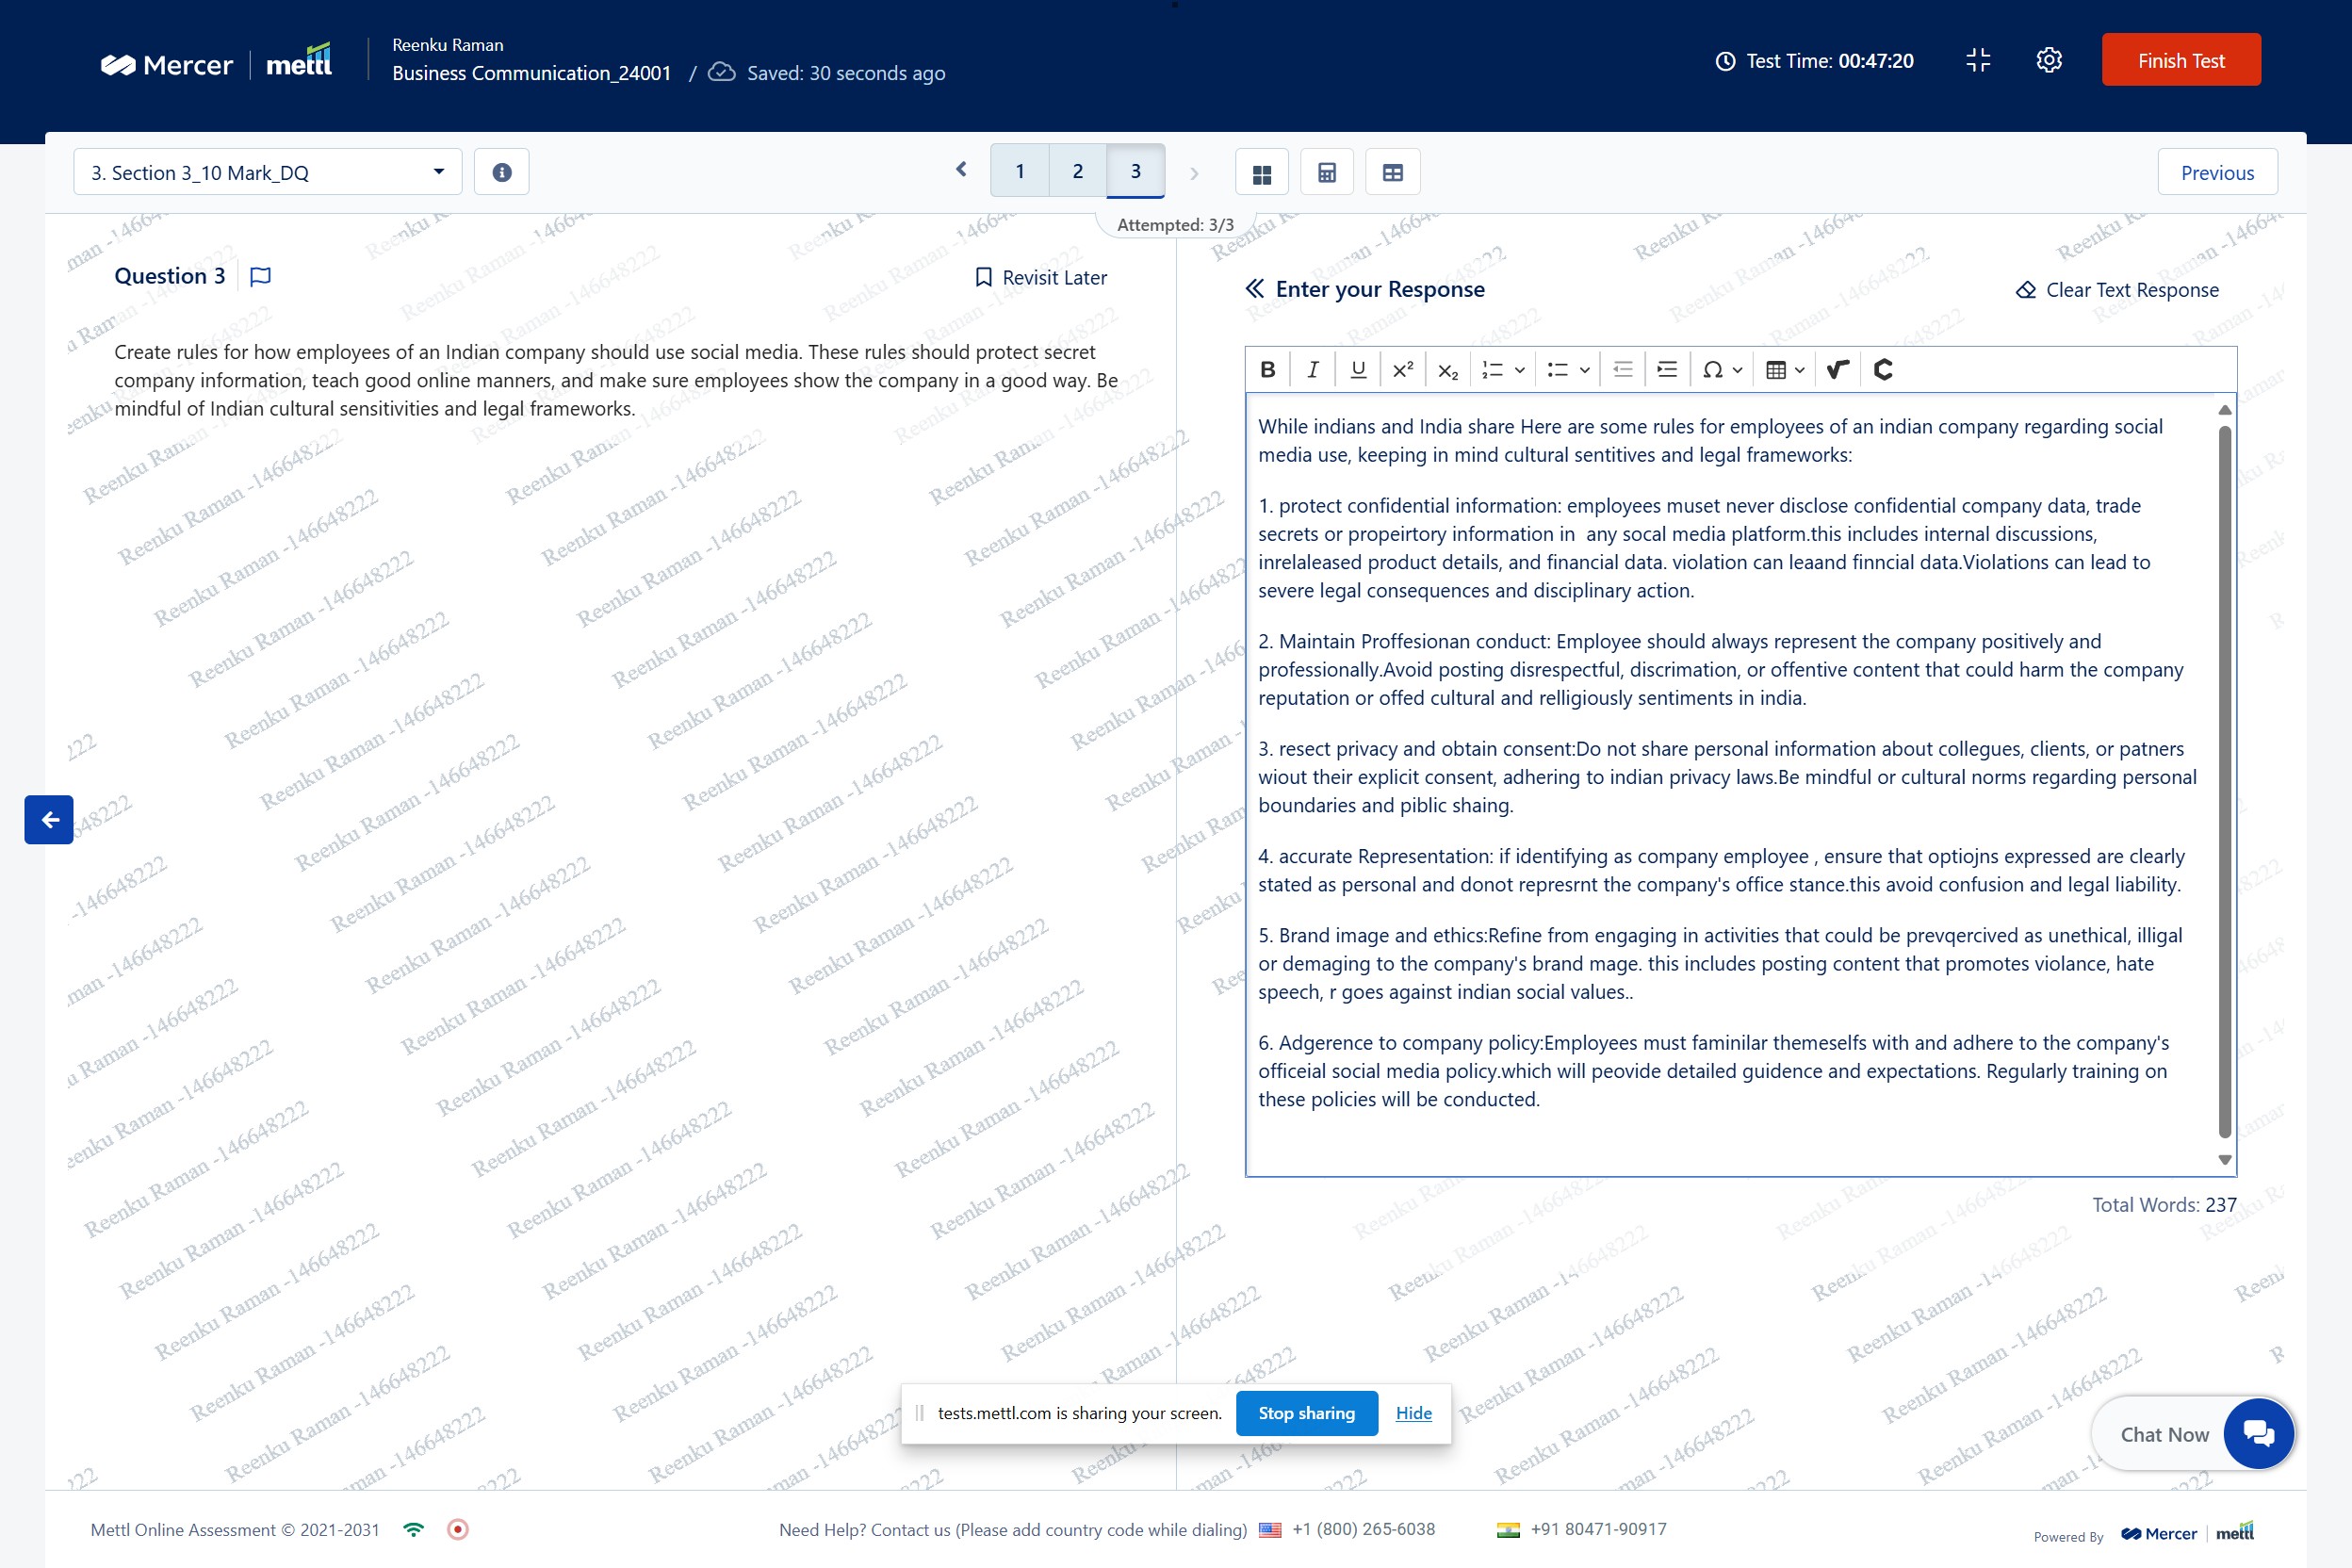 Mercer | mettl
Reenku Raman
Business Communication_24001 / Saved: 30 seconds ago
Test Time: 00:47:20
Finish Test
3. Section 3_10 Mark_DQ
1 2 3
Previous
Attempted: 3/3
Question 3
Revisit Later
Create rules for how employees of an Indian company should use social media. These rules should protect secret
company information, teach good online manners, and make sure employees show the company in a good way. Be
mindful of Indian cultural sensitivities and legal frameworks.
Enter your Response
Clear Text Response
While indians and India share Here are some rules for employees of an indian company regarding social
media use, keeping in mind cultural sentitives and legal frameworks:
1. protect confidential information: employees muset never disclose confidential company data, trade
secrets or propeirtory information in any socal media platform.this includes internal discussions,
inrelaleased product details, and financial data. violation can leaand finncial data.Violations can lead to
severe legal consequences and disciplinary action.
2. Maintain Proffesionan conduct: Employee should always represent the company positively and
professionally.Avoid posting disrespectful, discrimation, or offentive content that could harm the company
reputation or offed cultural and relligiously sentiments in india.
3. resect privacy and obtain consent:Do not share personal information about collegues, clients, or patners
wiout their explicit consent, adhering to indian privacy laws.Be mindful or cultural norms regarding personal
boundaries and piblic shaing.
4. accurate Representation: if identifying as company employee , ensure that optiojns expressed are clearly
stated as personal and donot represrnt the company's office stance.this avoid confusion and legal liability.
5. Brand image and ethics:Refine from engaging in activities that could be prevqercived as unethical, illigal
or demaging to the company's brand mage. this includes posting content that promotes violance, hate
speech, r goes against indian social values..
6. Adgerence to company policy:Employees must faminilar themeselfs with and adhere to the company's
officeial social media policy.which will peovide detailed guidence and expectations. Regularly training on
these policies will be conducted.
Total Words: 237
Reenku Raman -146648222
tests.mettl.com is sharing your screen.
Stop sharing
Hide
Chat Now
Mettl Online Assessment © 2021-2031
Need Help? Contact us (Please add country code while dialing) +1 (800) 265-6038 +91 80471-90917
Powered By Mercer | mettl